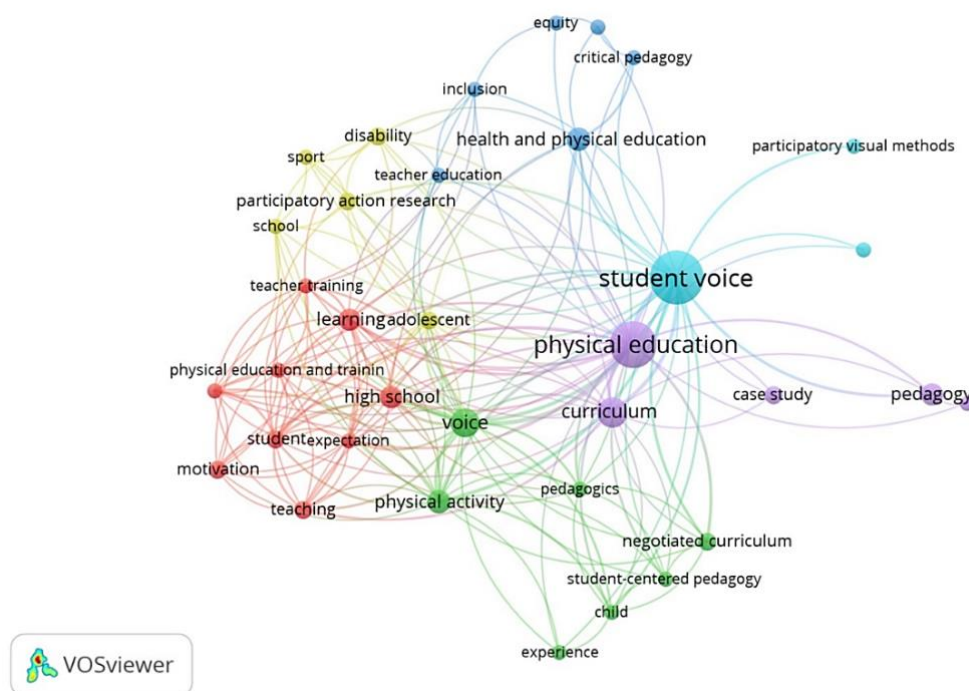 equity
critical pedagogy
inclusion
disability
health and physical education
participatory visual methods
sport
teacher education
participatory action research
school
student voice
teacher training
learning
adolescent
physical education
physical education and trainin
high school
case study
pedagogy
curriculum
voice
student
expectation
motivation
pedagogics
physical activity
teaching
negotiated curriculum
student-centered pedagogy
child
experience
VOSviewer